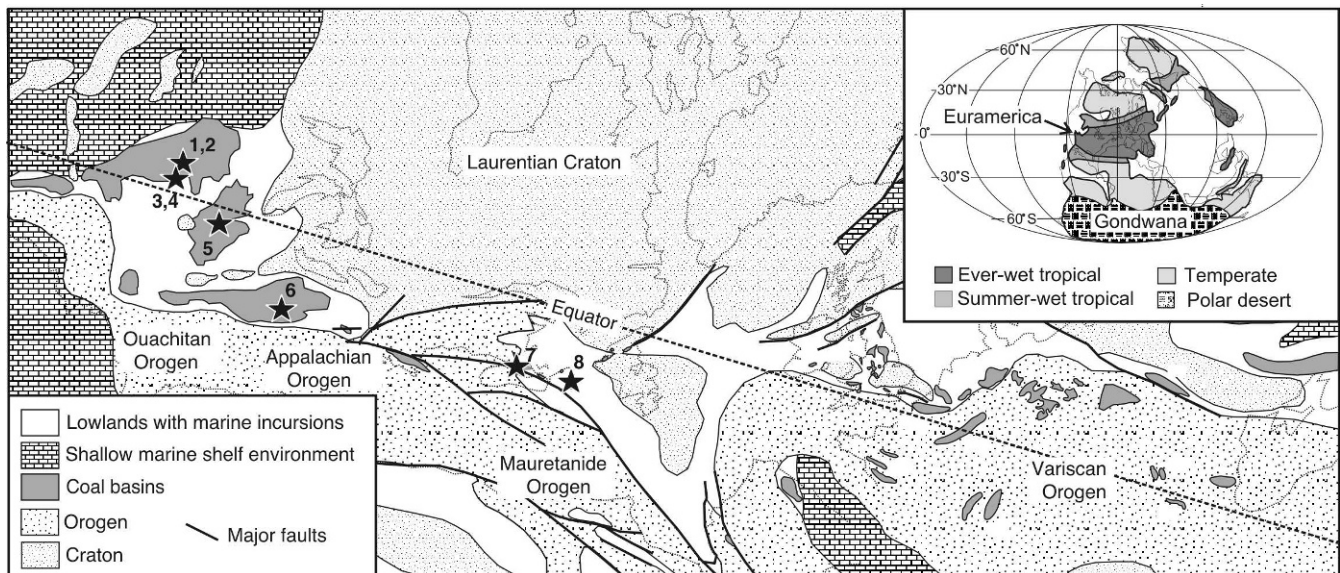 1,2
3,4
5
6
7
8
Laurentian Craton
Equator
Ouachitan
Orogen
Appalachian
Orogen
Mauretanide
Orogen
Variscan
Orogen
Lowlands with marine incursions
Shallow marine shelf environment
Coal basins
Orogen
Major faults
Craton
60°N
30°N
Euramerica
0°
30°S
60°S
Gondwana
Ever-wet tropical
Temperate
Summer-wet tropical
Polar desert